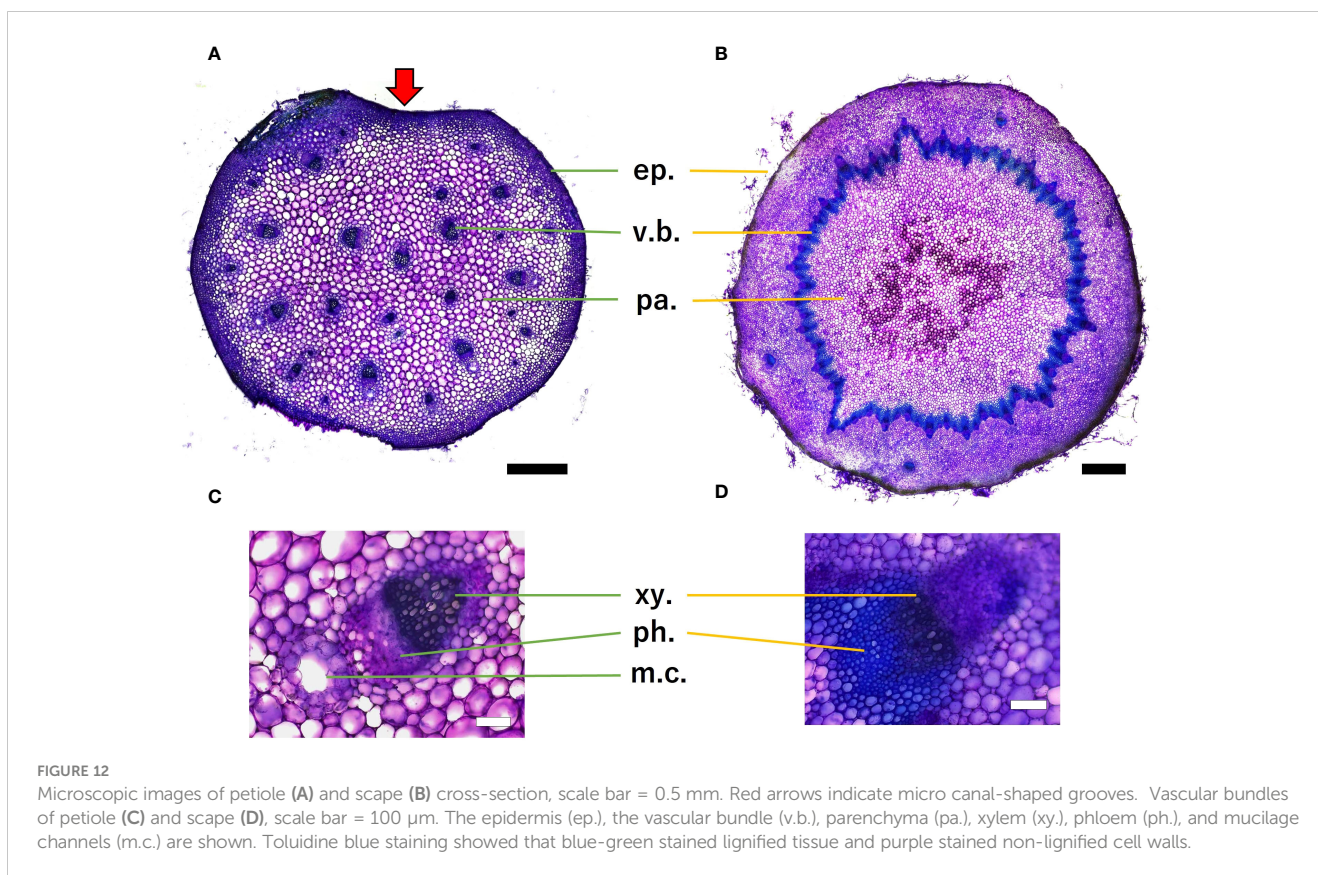 A
B
ep.
v.b.
pa.
C
D
xy.
ph.
m.c.
FIGURE 12
Microscopic images of petiole (A) and scape (B) cross-section, scale bar = 0.5 mm. Red arrows indicate micro canal-shaped grooves. Vascular bundles
of petiole (C) and scape (D), scale bar = 100 µm. The epidermis (ep.), the vascular bundle (v.b.), parenchyma (pa.), xylem (xy.), phloem (ph.), and mucilage
channels (m.c.) are shown. Toluidine blue staining showed that blue-green stained lignified tissue and purple stained non-lignified cell walls.